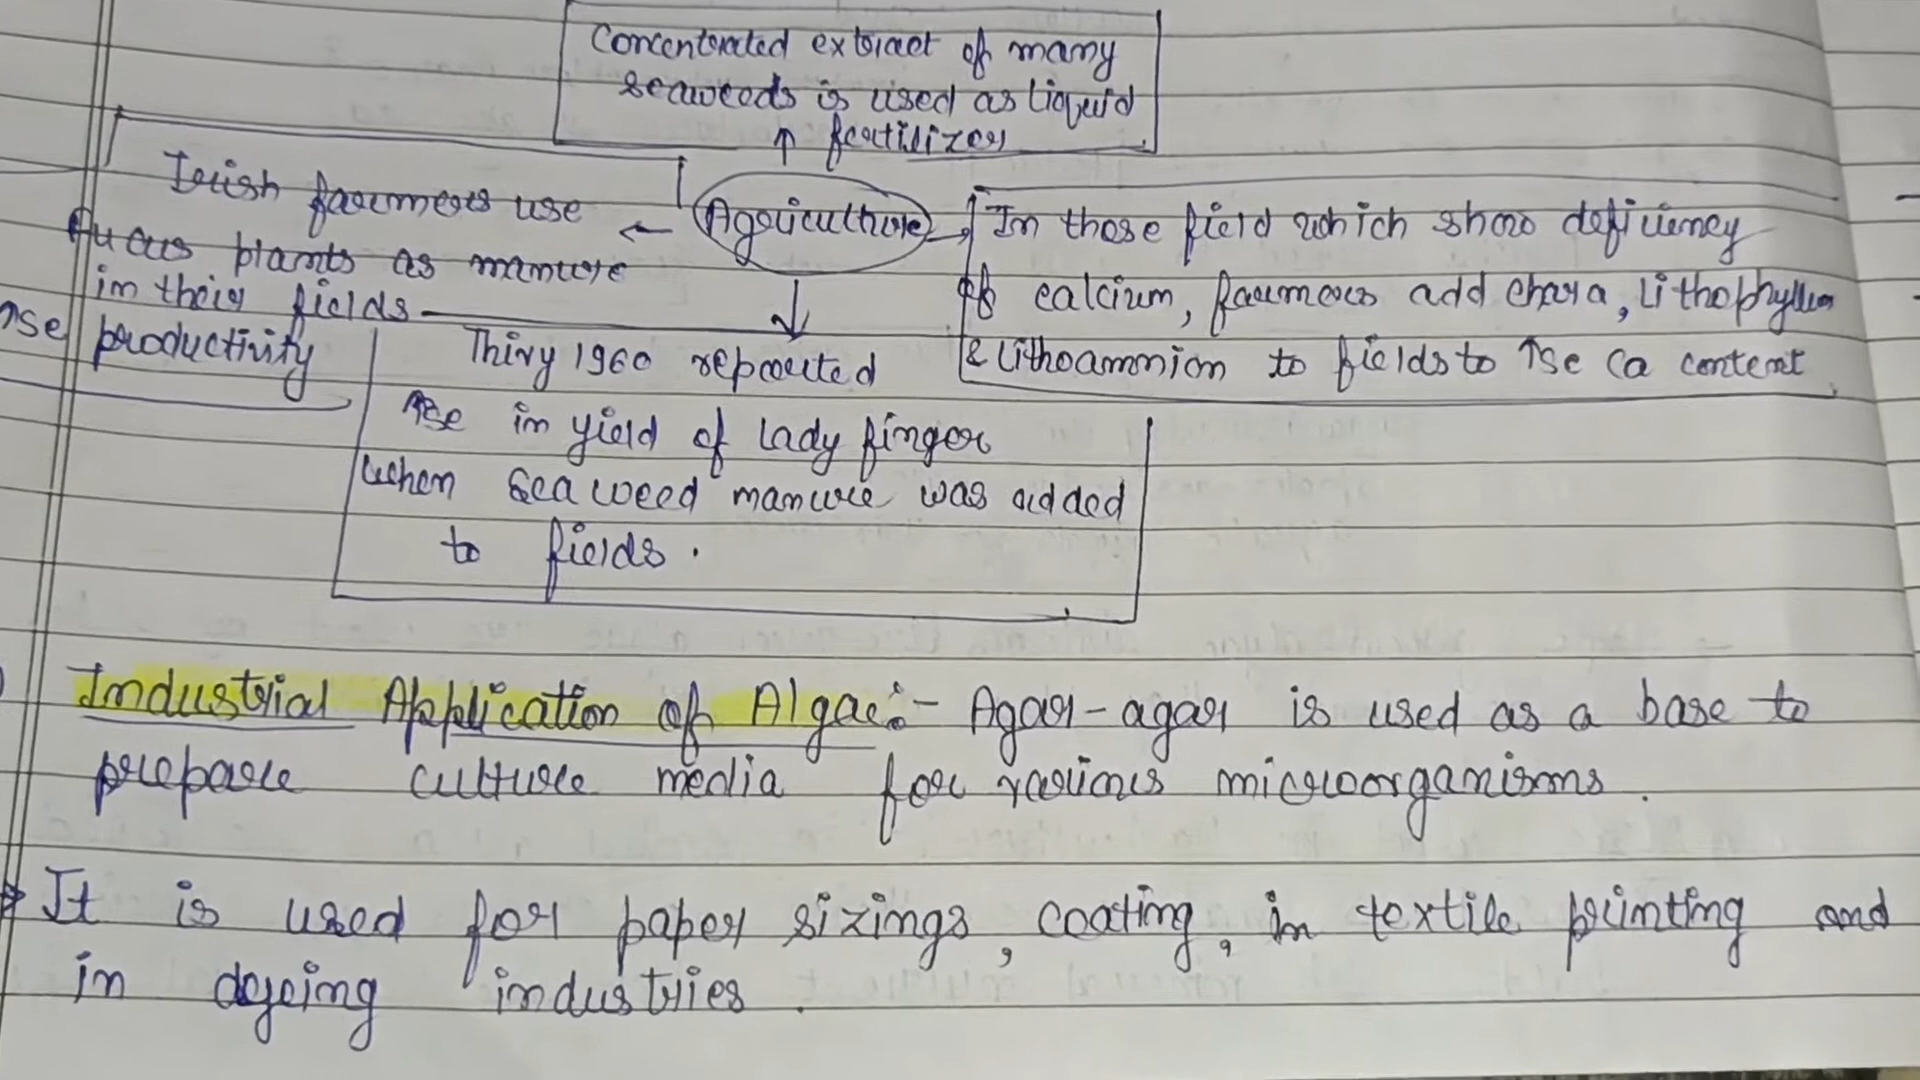 Concentrated extract of many
seaweeds is used as liquid
↑ fertilizer
Irish farmers use
fucus plants as manure
in their fields
↑se productivity
← Agriculture →
In those field which show deficiency
of calcium, farmers add chara, Lithophyllum
& Lithoamnion to fields to ↑se Ca content
↓
Thivy 1960 reported
↑se in yield of lady finger
when seaweed manure was added
to fields.
Industrial Application of Algae:- Agar-agar is used as a base to
prepare culture media for various microorganisms.
→ It is used for paper sizings, coating, in textile printing and
in dyeing industries.